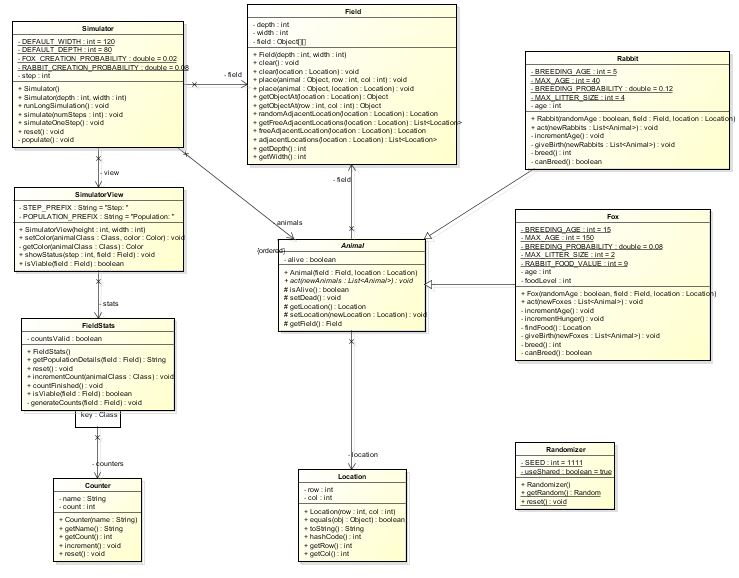 Simulator
- DEFAULT_WIDTH : int = 120
- DEFAULT_DEPTH : int = 80
- FOX_CREATION_PROBABILITY : double = 0.02
- RABBIT_CREATION_PROBABILITY : double = 0.08
- step : int
+ Simulator()
+ Simulator(depth : int, width : int)
+ runLongSimulation() : void
+ simulate(numSteps : int) : void
+ simulateOneStep() : void
+ reset() : void
- populate() : void
Field
- depth : int
- width : int
- field : Object[][]
+ Field(depth : int, width : int)
+ clear() : void
+ clear(location : Location) : void
+ place(animal : Object, row : int, col : int) : void
+ place(animal : Object, location : Location) : void
+ getObjectAt(location : Location) : Object
+ getObjectAt(row : int, col : int) : Object
+ randomAdjacentLocation(location : Location) : Location
+ getFreeAdjacentLocations(location : Location) : List<Location>
+ freeAdjacentLocation(location : Location) : Location
+ adjacentLocations(location : Location) : List<Location>
+ getDepth() : int
+ getWidth() : int
Rabbit
- BREEDING_AGE : int = 5
- MAX_AGE : int = 40
- BREEDING_PROBABILITY : double = 0.12
- MAX_LITTER_SIZE : int = 4
- age : int
+ Rabbit(randomAge : boolean, field : Field, location : Location)
+ act(newRabbits : List<Animal>) : void
- incrementAge() : void
- giveBirth(newRabbits : List<Animal>) : void
- breed() : int
- canBreed() : boolean
- field
- view
- animals
{ordered}
- field
SimulatorView
- STEP_PREFIX : String = "Step: "
- POPULATION_PREFIX : String = "Population: "
+ SimulatorView(height : int, width : int)
+ setColor(animalClass : Class, color : Color) : void
- getColor(animalClass : Class) : Color
+ showStatus(step : int, field : Field) : void
+ isViable(field : Field) : boolean
Animal
- alive : boolean
+ Animal(field : Field, location : Location)
+ act(newAnimals : List<Animal>) : void
# isAlive() : boolean
# setDead() : void
# getLocation() : Location
# setLocation(newLocation : Location) : void
# getField() : Field
Fox
- BREEDING_AGE : int = 15
- MAX_AGE : int = 150
- BREEDING_PROBABILITY : double = 0.08
- MAX_LITTER_SIZE : int = 2
- RABBIT_FOOD_VALUE : int = 9
- age : int
- foodLevel : int
+ Fox(randomAge : boolean, field : Field, location : Location)
+ act(newFoxes : List<Animal>) : void
- incrementAge() : void
- incrementHunger() : void
- findFood() : Location
- giveBirth(newFoxes : List<Animal>) : void
- breed() : int
- canBreed() : boolean
- stats
FieldStats
- countsValid : boolean
+ FieldStats()
+ getPopulationDetails(field : Field) : String
+ reset() : void
+ incrementCount(animalClass : Class) : void
+ countFinished() : void
+ isViable(field : Field) : boolean
- generateCounts(field : Field) : void
key : Class
- counters
- location
Counter
- name : String
- count : int
+ Counter(name : String)
+ getName() : String
+ getCount() : int
+ increment() : void
+ reset() : void
Location
- row : int
- col : int
+ Location(row : int, col : int)
+ equals(obj : Object) : boolean
+ toString() : String
+ hashCode() : int
+ getRow() : int
+ getCol() : int
Randomizer
- SEED : int = 1111
- useShared : boolean = true
+ Randomizer()
+ getRandom() : Random
+ reset() : void